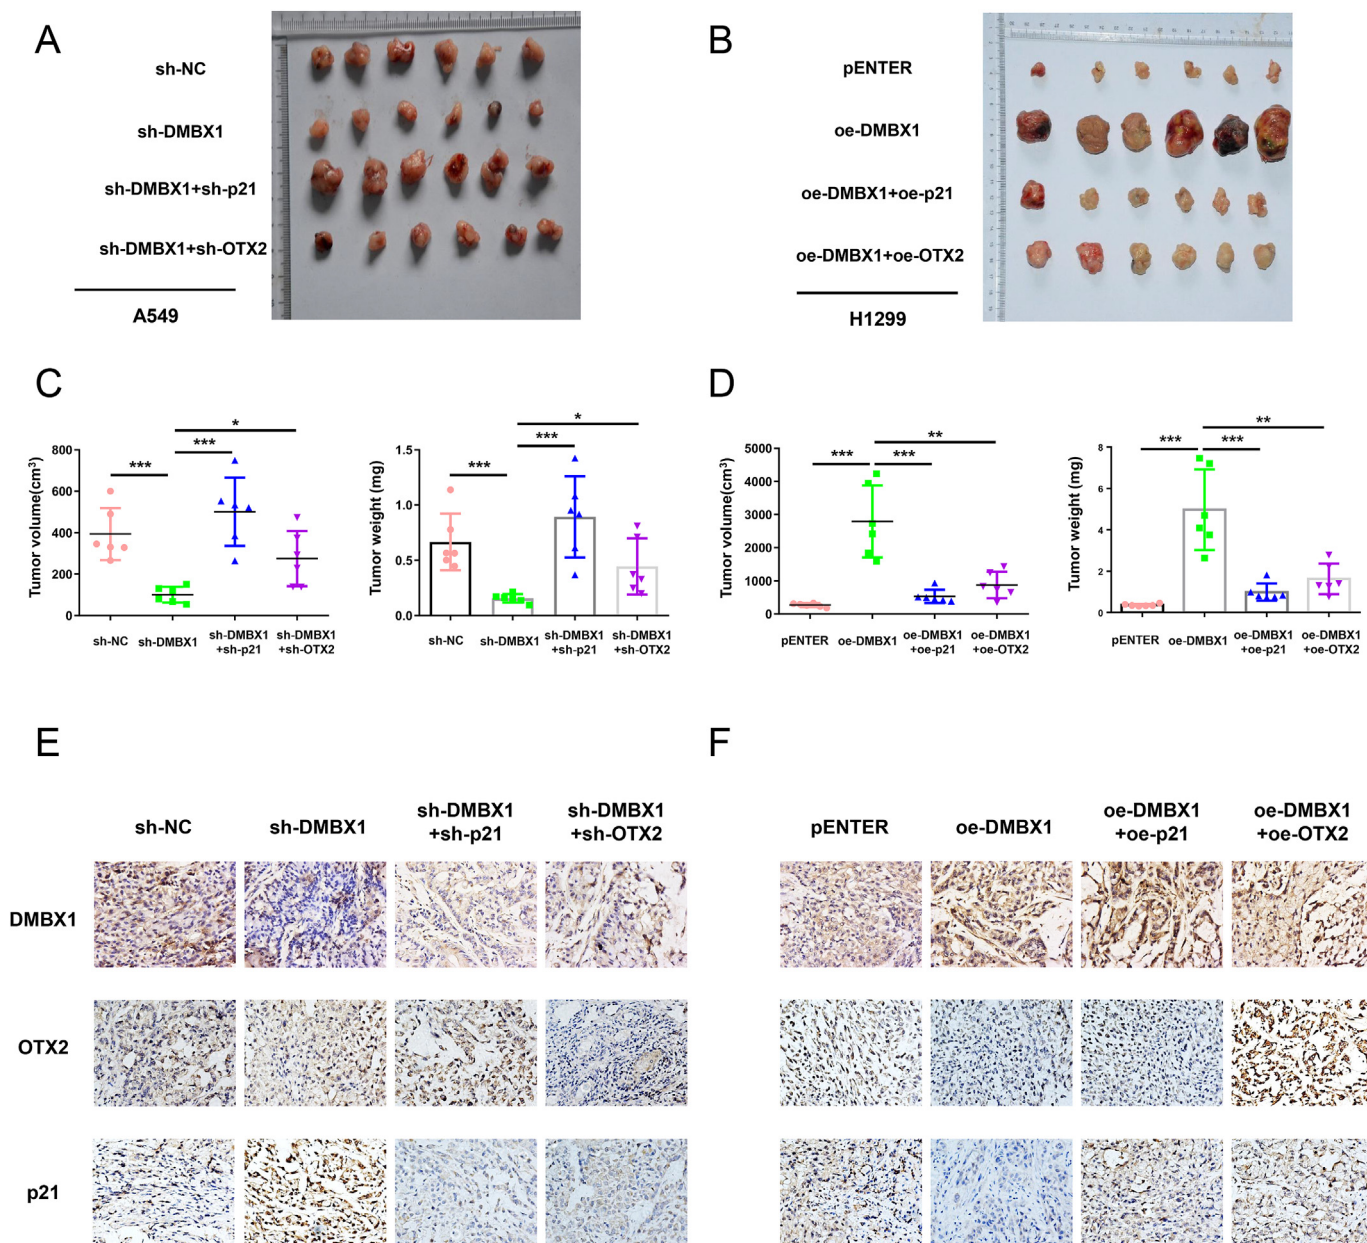 A
sh-NC
sh-DMBX1
sh-DMBX1+sh-p21
sh-DMBX1+sh-OTX2
A549
B
pENTER
oe-DMBX1
oe-DMBX1+oe-p21
oe-DMBX1+oe-OTX2
H1299
C
Tumor volume(cm³)
800
600
400
200
0
***
***
*
sh-NC
sh-DMBX1
sh-DMBX1
+sh-p21
sh-DMBX1
+sh-OTX2
Tumor weight (mg)
1.5
1.0
0.5
0.0
***
***
*
sh-NC
sh-DMBX1
sh-DMBX1
+sh-p21
sh-DMBX1
+sh-OTX2
D
Tumor volume(cm³)
5000
4000
3000
2000
1000
0
***
***
**
pENTER
oe-DMBX1
oe-DMBX1
+oe-p21
oe-DMBX1
+oe-OTX2
Tumor weight (mg)
8
6
4
2
0
***
***
**
pENTER
oe-DMBX1
oe-DMBX1
+oe-p21
oe-DMBX1
+oe-OTX2
E
sh-NC
sh-DMBX1
sh-DMBX1
+sh-p21
sh-DMBX1
+sh-OTX2
DMBX1
OTX2
p21
F
pENTER
oe-DMBX1
oe-DMBX1
+oe-p21
oe-DMBX1
+oe-OTX2